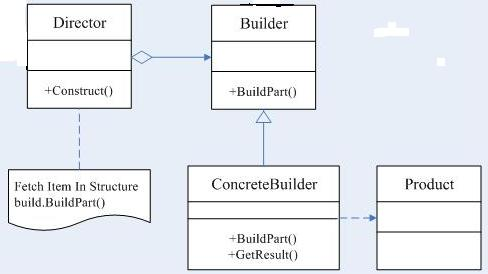 Director
Builder
+Construct()
+BuildPart()
Fetch Item In Structure
build.BuildPart()
ConcreteBuilder
Product
+BuildPart()
+GetResult()